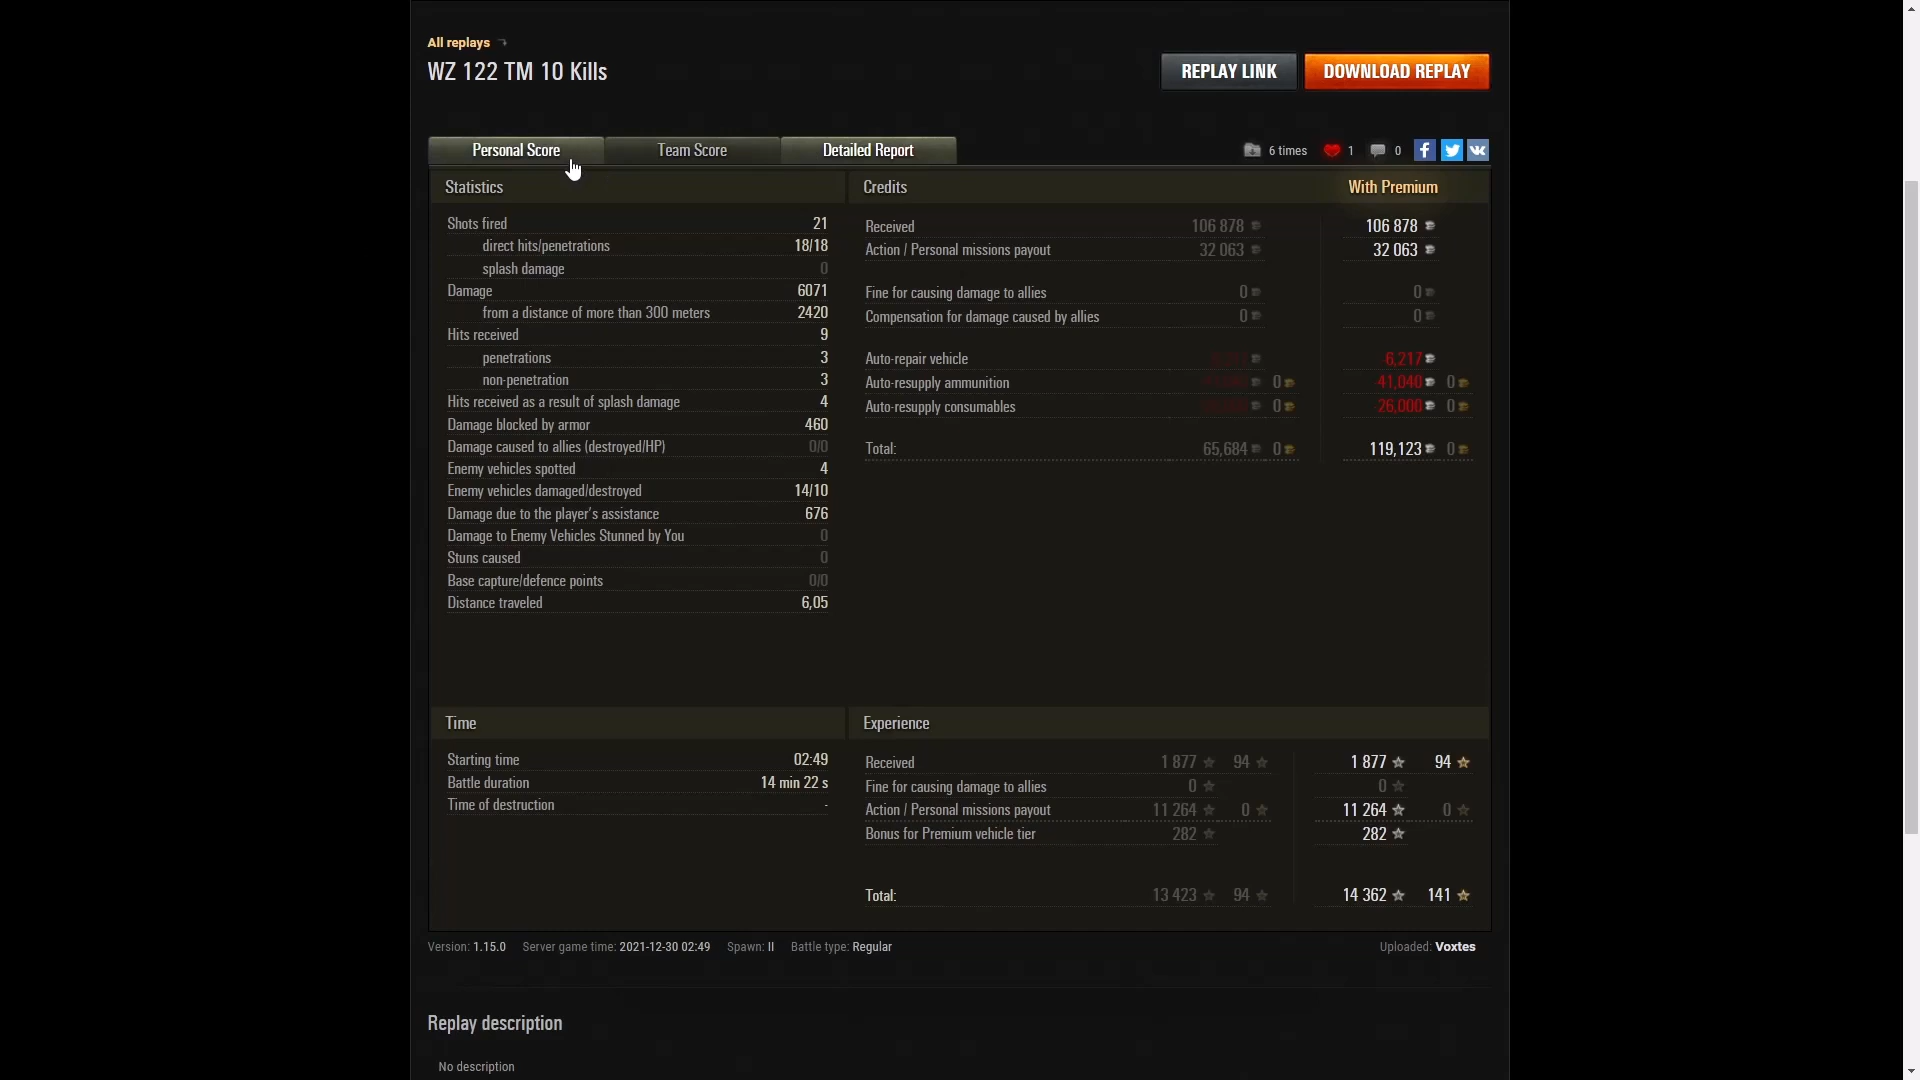 All replays
WZ 122 TM 10 Kills
REPLAY LINK
DOWNLOAD REPLAY
Personal Score
Team Score
Detailed Report
6 times
1
0
Statistics
Shots fired 21
direct hits/penetrations 18/18
splash damage 0
Damage 6071
from a distance of more than 300 meters 2420
Hits received 9
penetrations 3
non-penetration 3
Hits received as a result of splash damage 4
Damage blocked by armor 460
Damage caused to allies (destroyed/HP) 0/0
Enemy vehicles spotted 4
Enemy vehicles damaged/destroyed 14/10
Damage due to the player's assistance 676
Damage to Enemy Vehicles Stunned by You 0
Stuns caused 0
Base capture/defence points 0/0
Distance traveled 6,05
Credits With Premium
Received 106 878 106 878
Action / Personal missions payout 32 063 32 063
Fine for causing damage to allies 0 0
Compensation for damage caused by allies 0 0
Auto-repair vehicle -6,217
Auto-resupply ammunition 0 -41,040 0
Auto-resupply consumables 0 -26,000 0
Total: 65,684 0 119,123 0
Time
Starting time 02:49
Battle duration 14 min 22 s
Time of destruction -
Experience
Received 1 877 94 1 877 94
Fine for causing damage to allies 0 0
Action / Personal missions payout 11 264 0 11 264 0
Bonus for Premium vehicle tier 282 282
Total: 13 423 94 14 362 141
Version: 1.15.0 Server game time: 2021-12-30 02:49 Spawn: II Battle type: Regular Uploaded: Voxtes
Replay description
No description